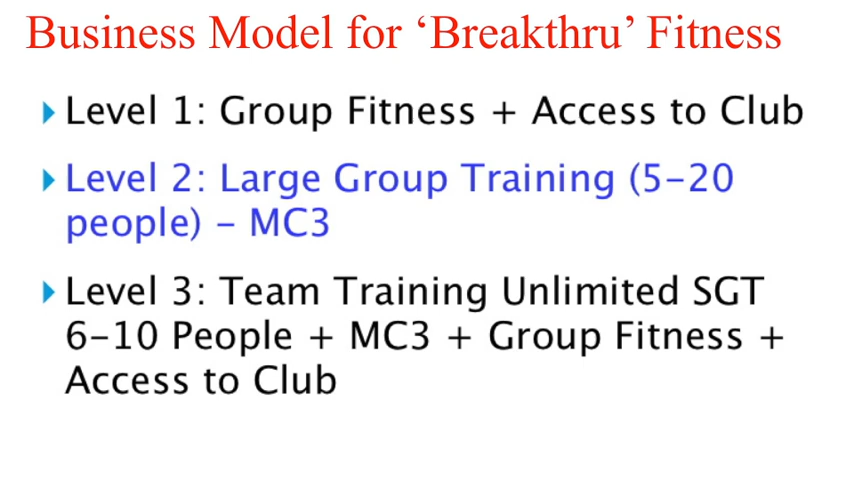 Business Model for ‘Breakthru’ Fitness
Level 1: Group Fitness + Access to Club
Level 2: Large Group Training (5-20
people) - MC3
Level 3: Team Training Unlimited SGT
6-10 People + MC3 + Group Fitness +
Access to Club